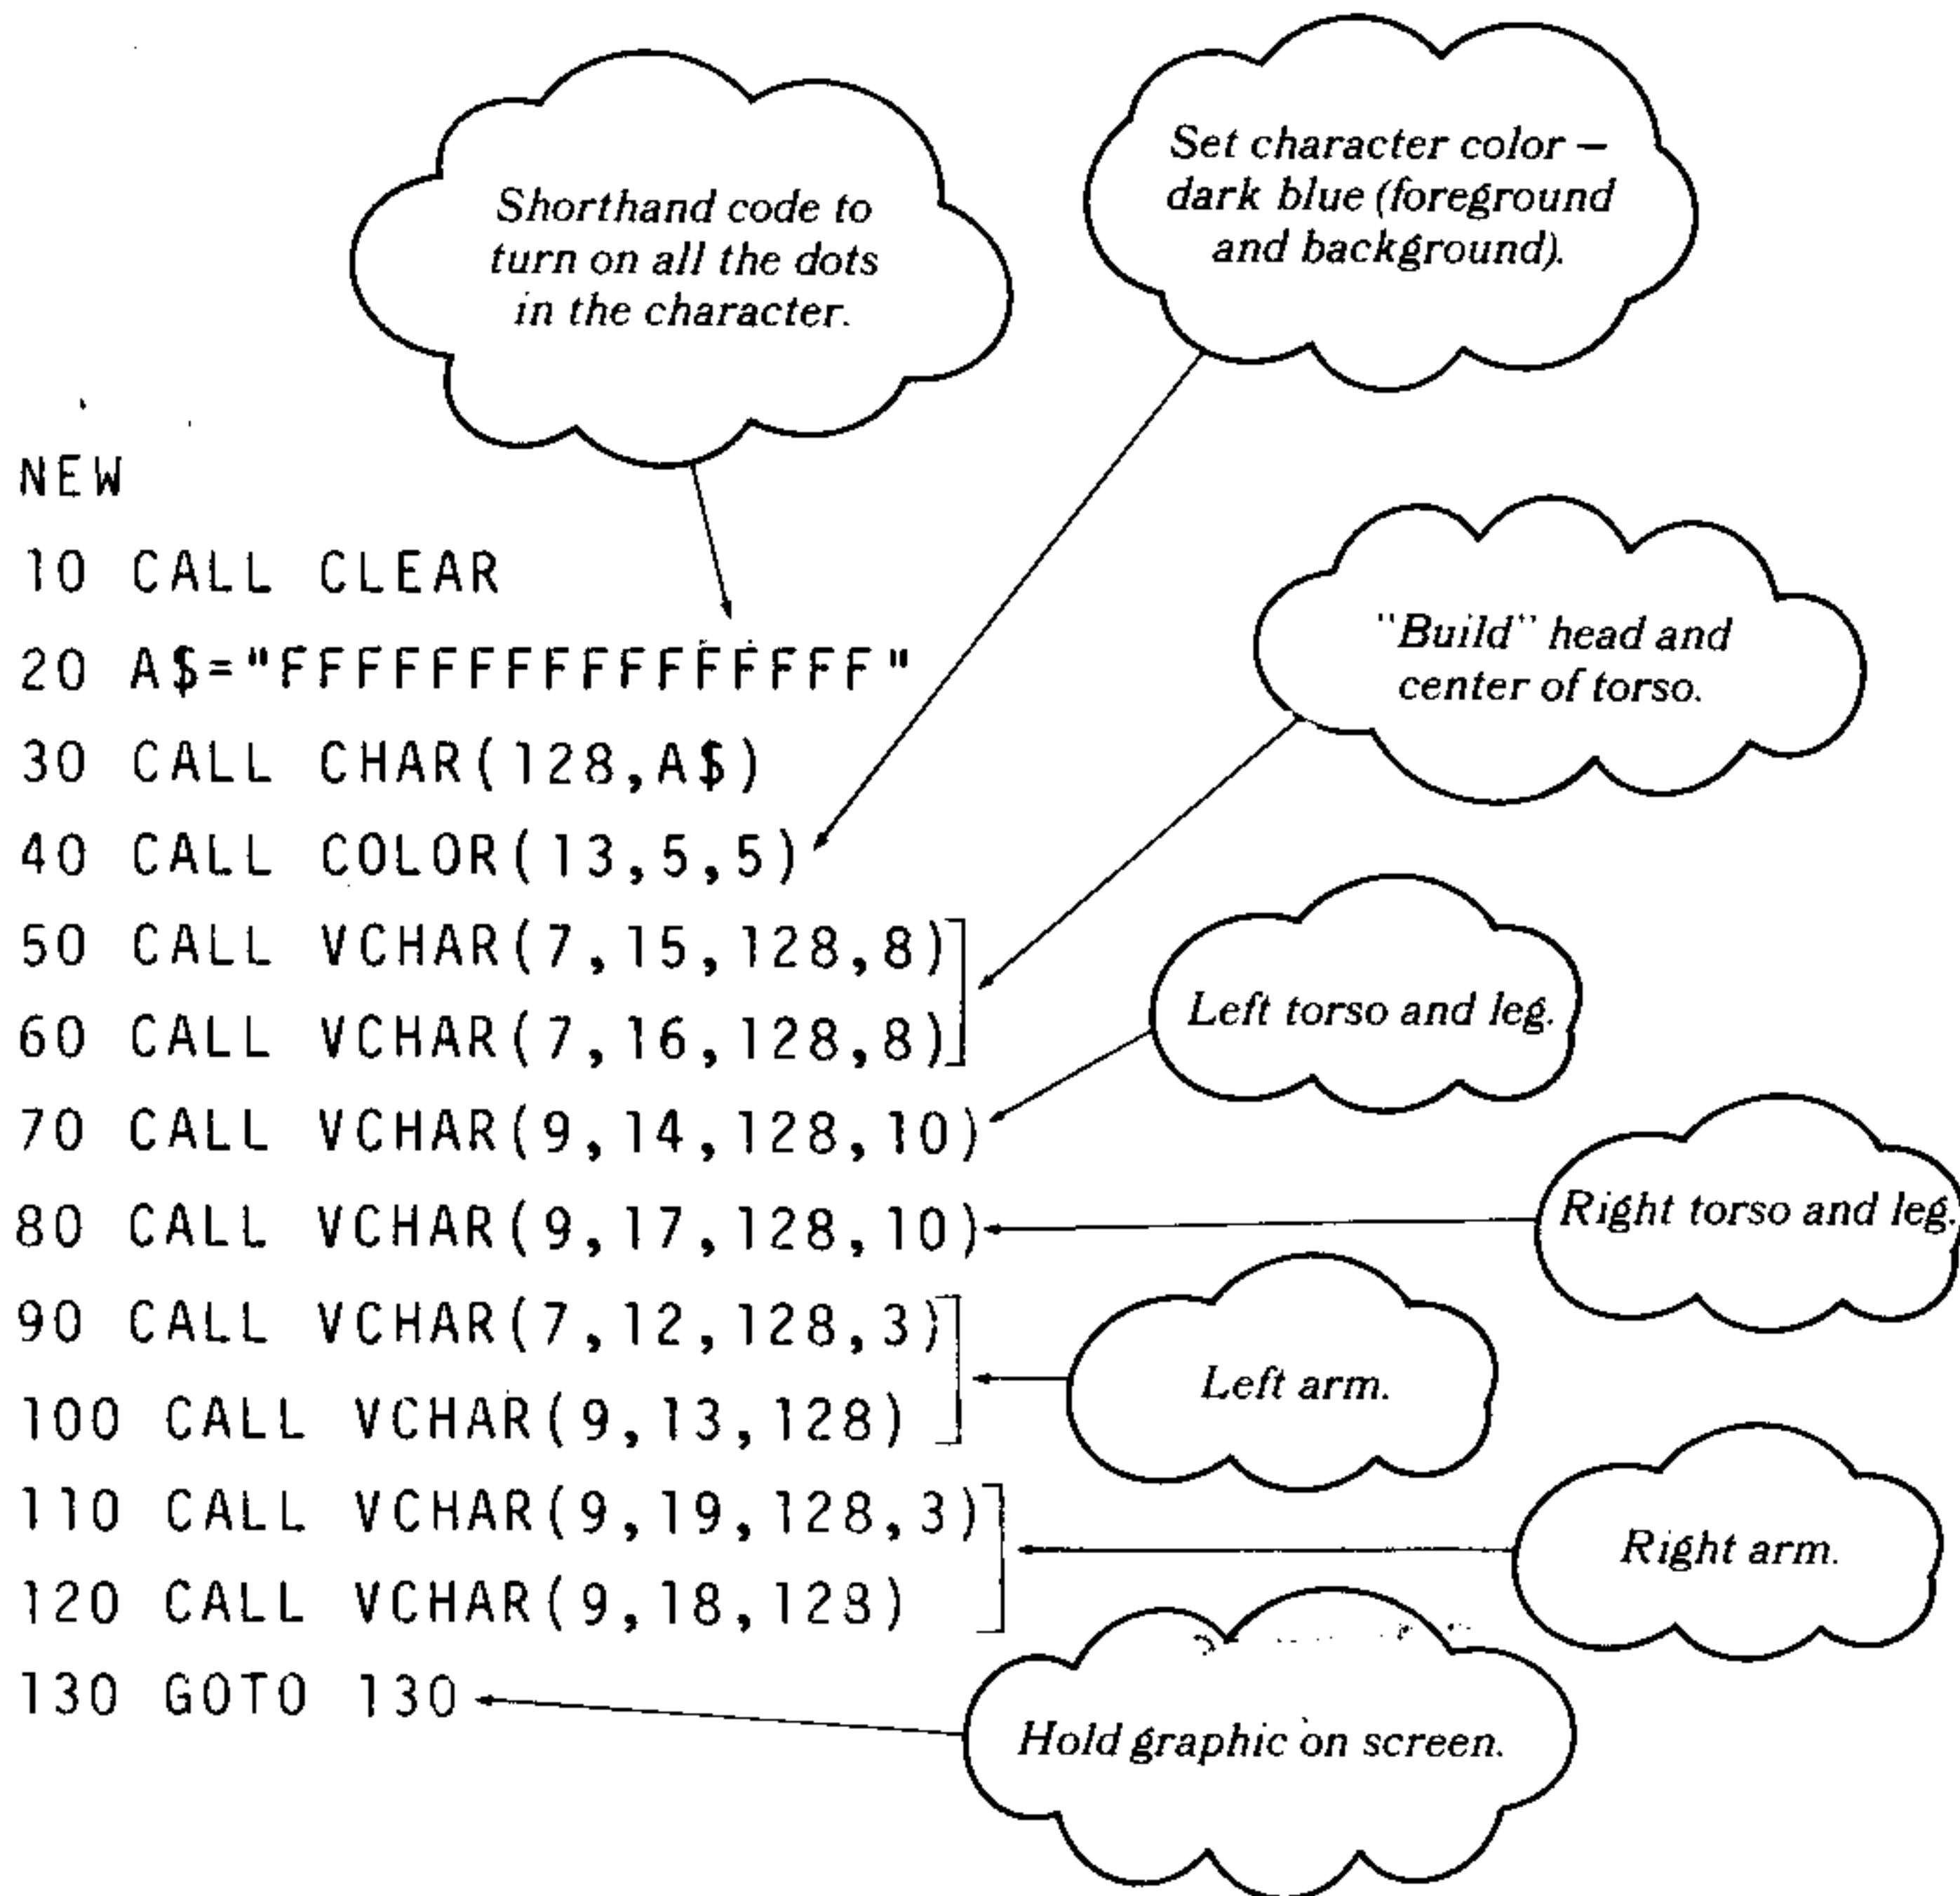 Shorthand code to
turn on all the dots
in the character.
Set character color —
dark blue (foreground
and background).
NEW
10 CALL CLEAR
20 A$="FFFFFFFFFFFFFFFF"
30 CALL CHAR(128,A$)
40 CALL COLOR(13,5,5)
50 CALL VCHAR(7,15,128,8)
60 CALL VCHAR(7,16,128,8)
"Build" head and
center of torso.
70 CALL VCHAR(9,14,128,10)
Left torso and leg.
80 CALL VCHAR(9,17,128,10)
Right torso and leg.
90 CALL VCHAR(7,12,128,3)
100 CALL VCHAR(9,13,128)
Left arm.
110 CALL VCHAR(9,19,128,3)
120 CALL VCHAR(9,18,128)
Right arm.
130 GOTO 130
Hold graphic on screen.